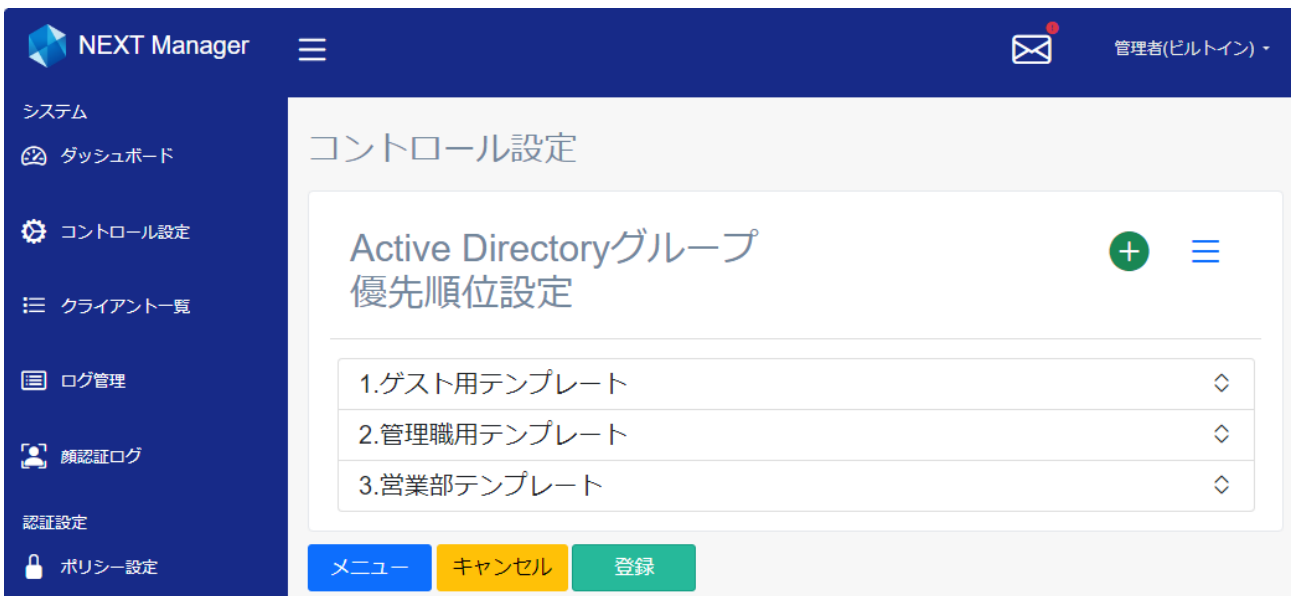 NEXT Manager
管理者(ビルトイン)
システム
ダッシュボード
コントロール設定
クライアント一覧
ログ管理
顔認証ログ
認証設定
ポリシー設定
コントロール設定
Active Directoryグループ
優先順位設定
1.ゲスト用テンプレート
2.管理職用テンプレート
3.営業部テンプレート
メニュー
キャンセル
登録